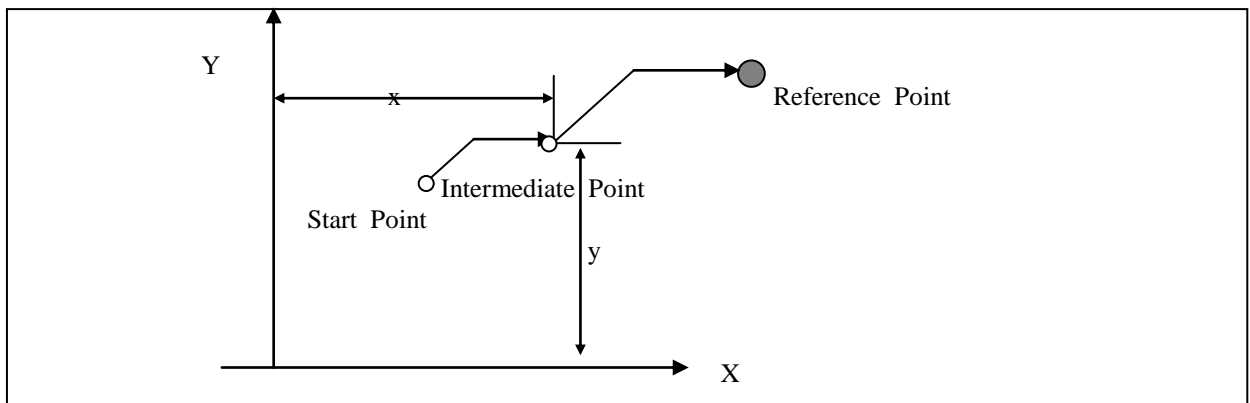 Y
x
Reference Point
Intermediate Point
Start Point
y
X